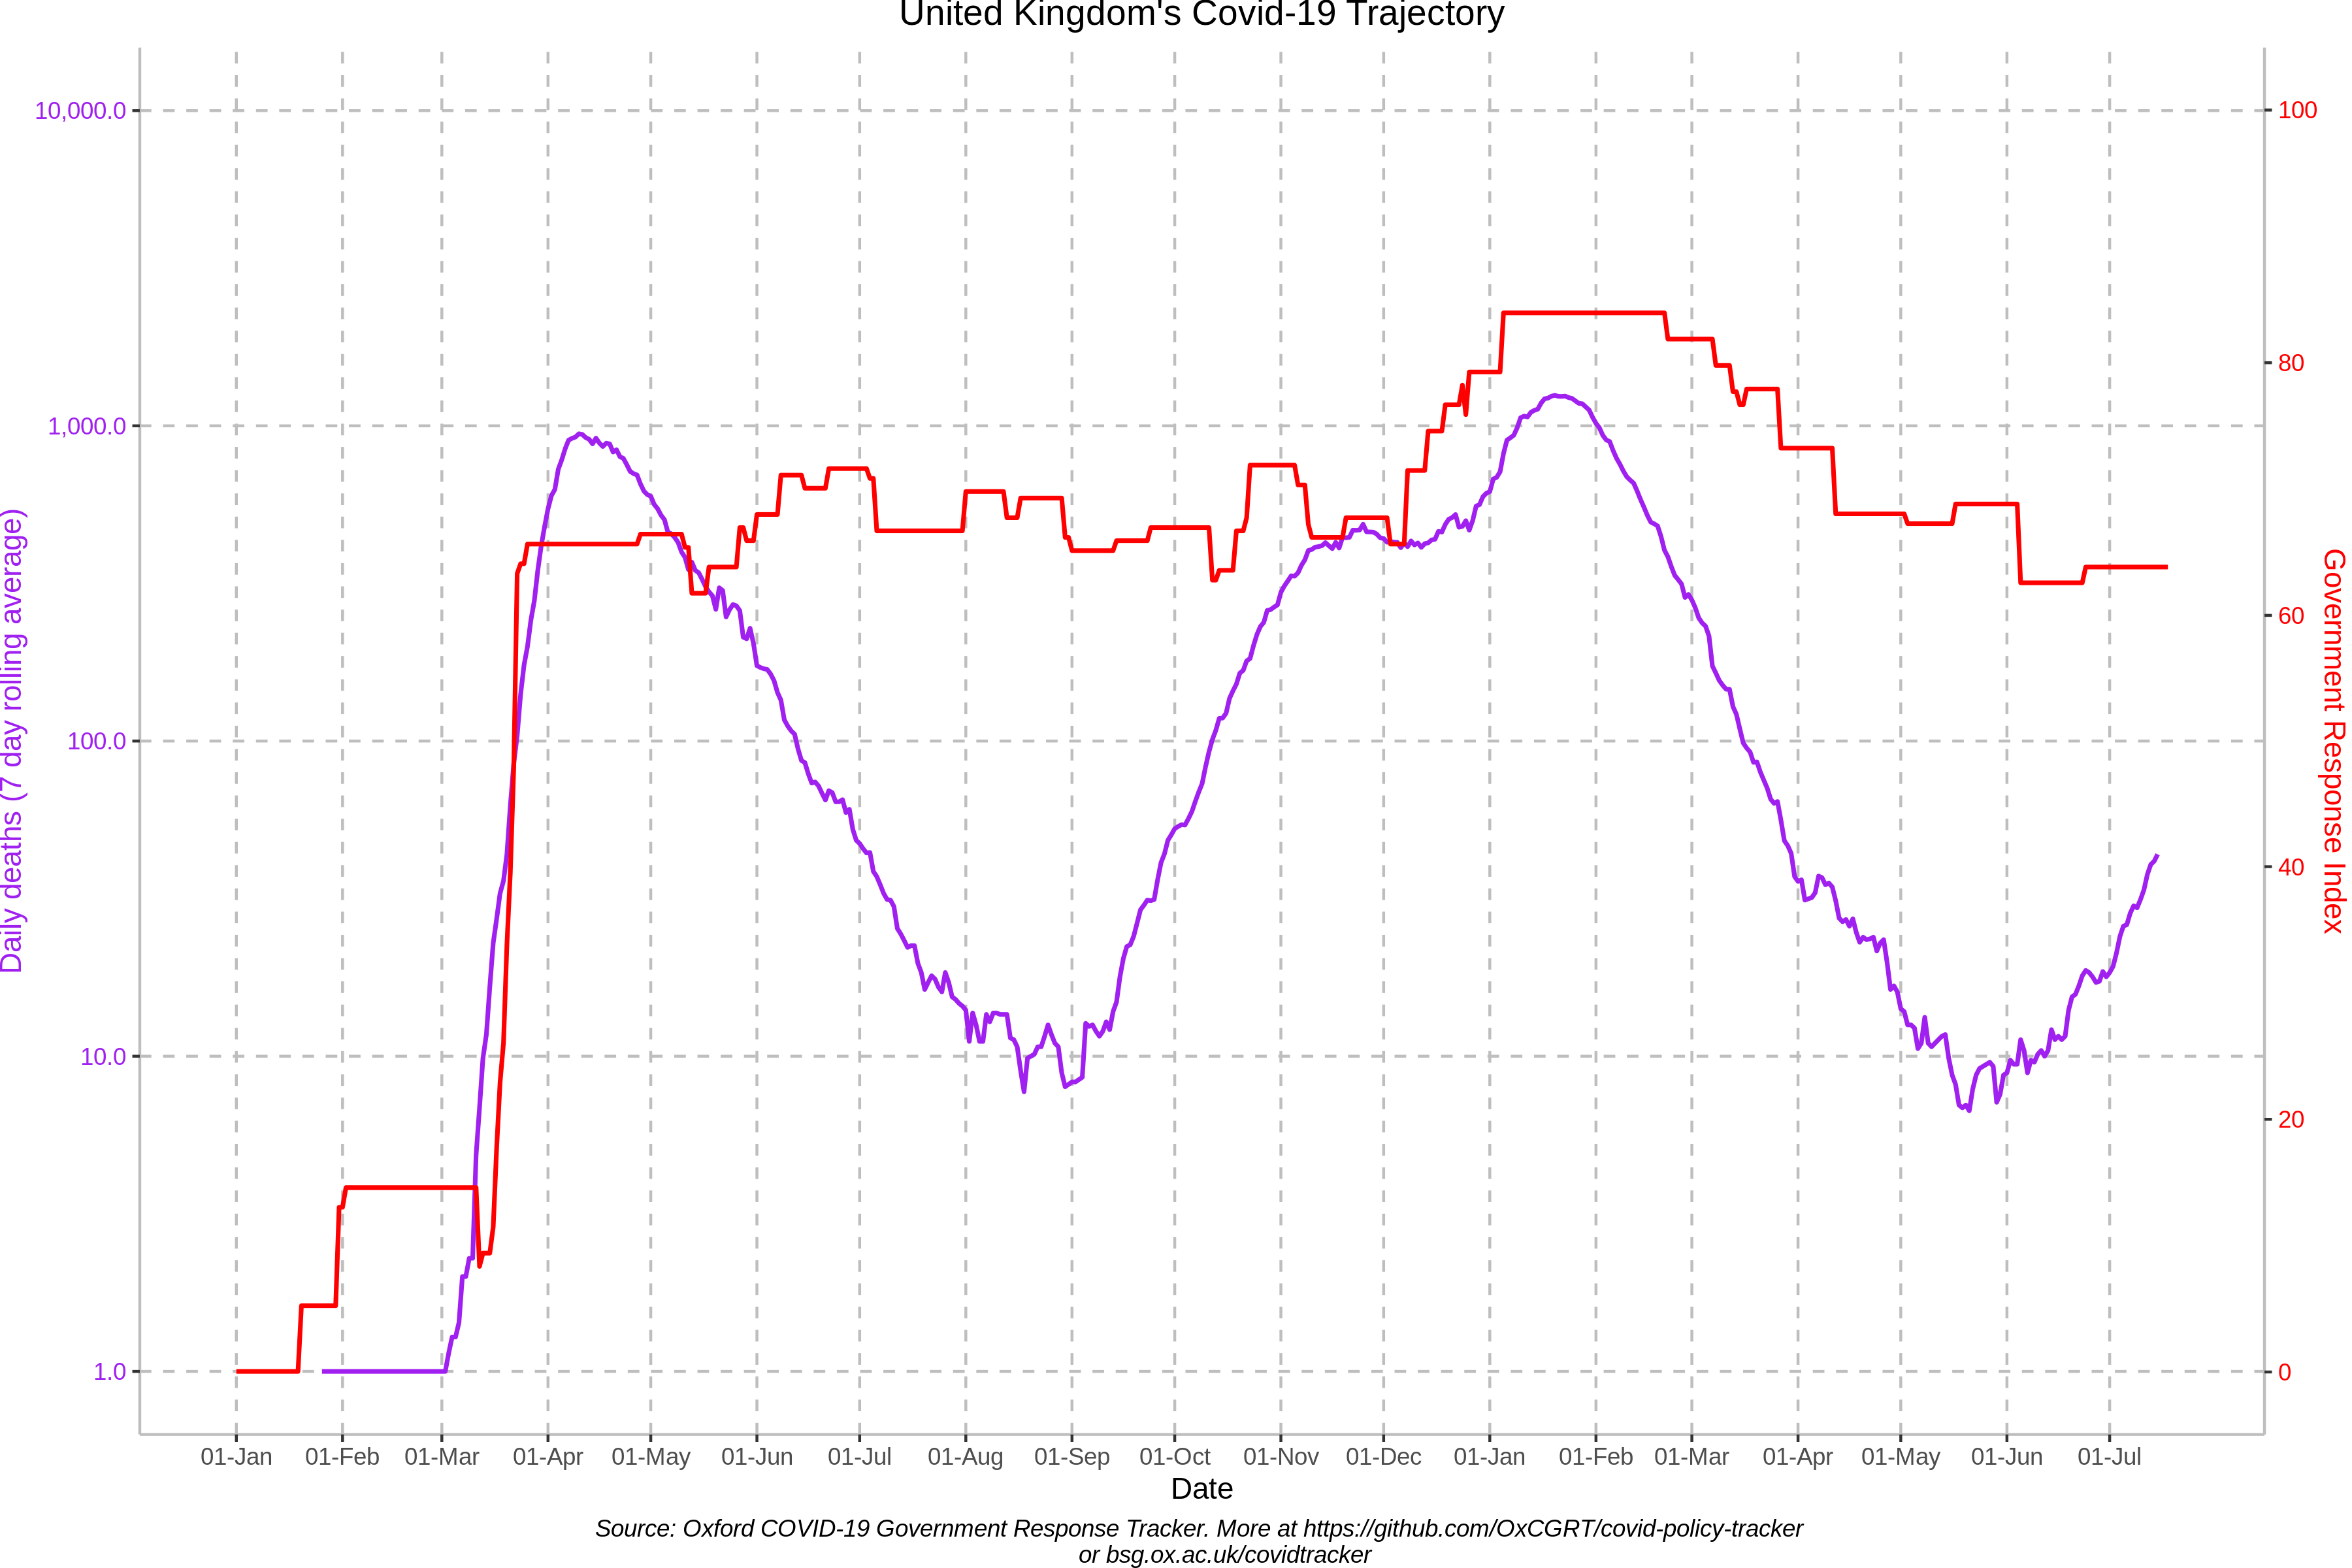 United Kingdom's Covid-19 Trajectory
10,000.0
1,000.0
100.0
10.0
1.0
Daily deaths (7 day rolling average)
100
80
60
40
20
0
Government Response Index
01-Jan 01-Feb 01-Mar 01-Apr 01-May 01-Jun 01-Jul 01-Aug 01-Sep 01-Oct 01-Nov 01-Dec 01-Jan 01-Feb 01-Mar 01-Apr 01-May 01-Jun 01-Jul
Date
Source: Oxford COVID-19 Government Response Tracker. More at https://github.com/OxCGRT/covid-policy-tracker
or bsg.ox.ac.uk/covidtracker